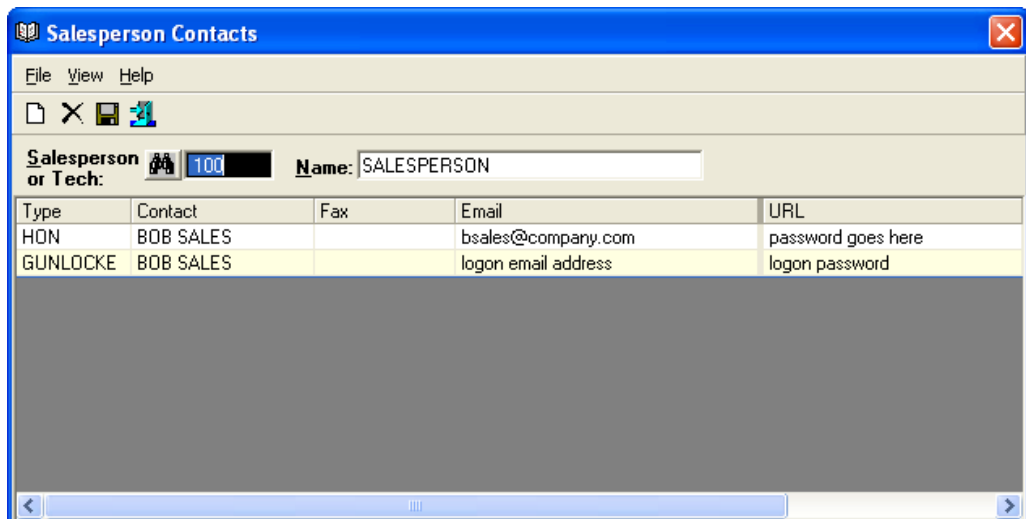 Salesperson Contacts
File View Help
Salesperson or Tech: 100 Name: SALESPERSON
Type Contact Fax Email URL
HON BOB SALES bsales@company.com password goes here
GUNLOCKE BOB SALES logon email address logon password